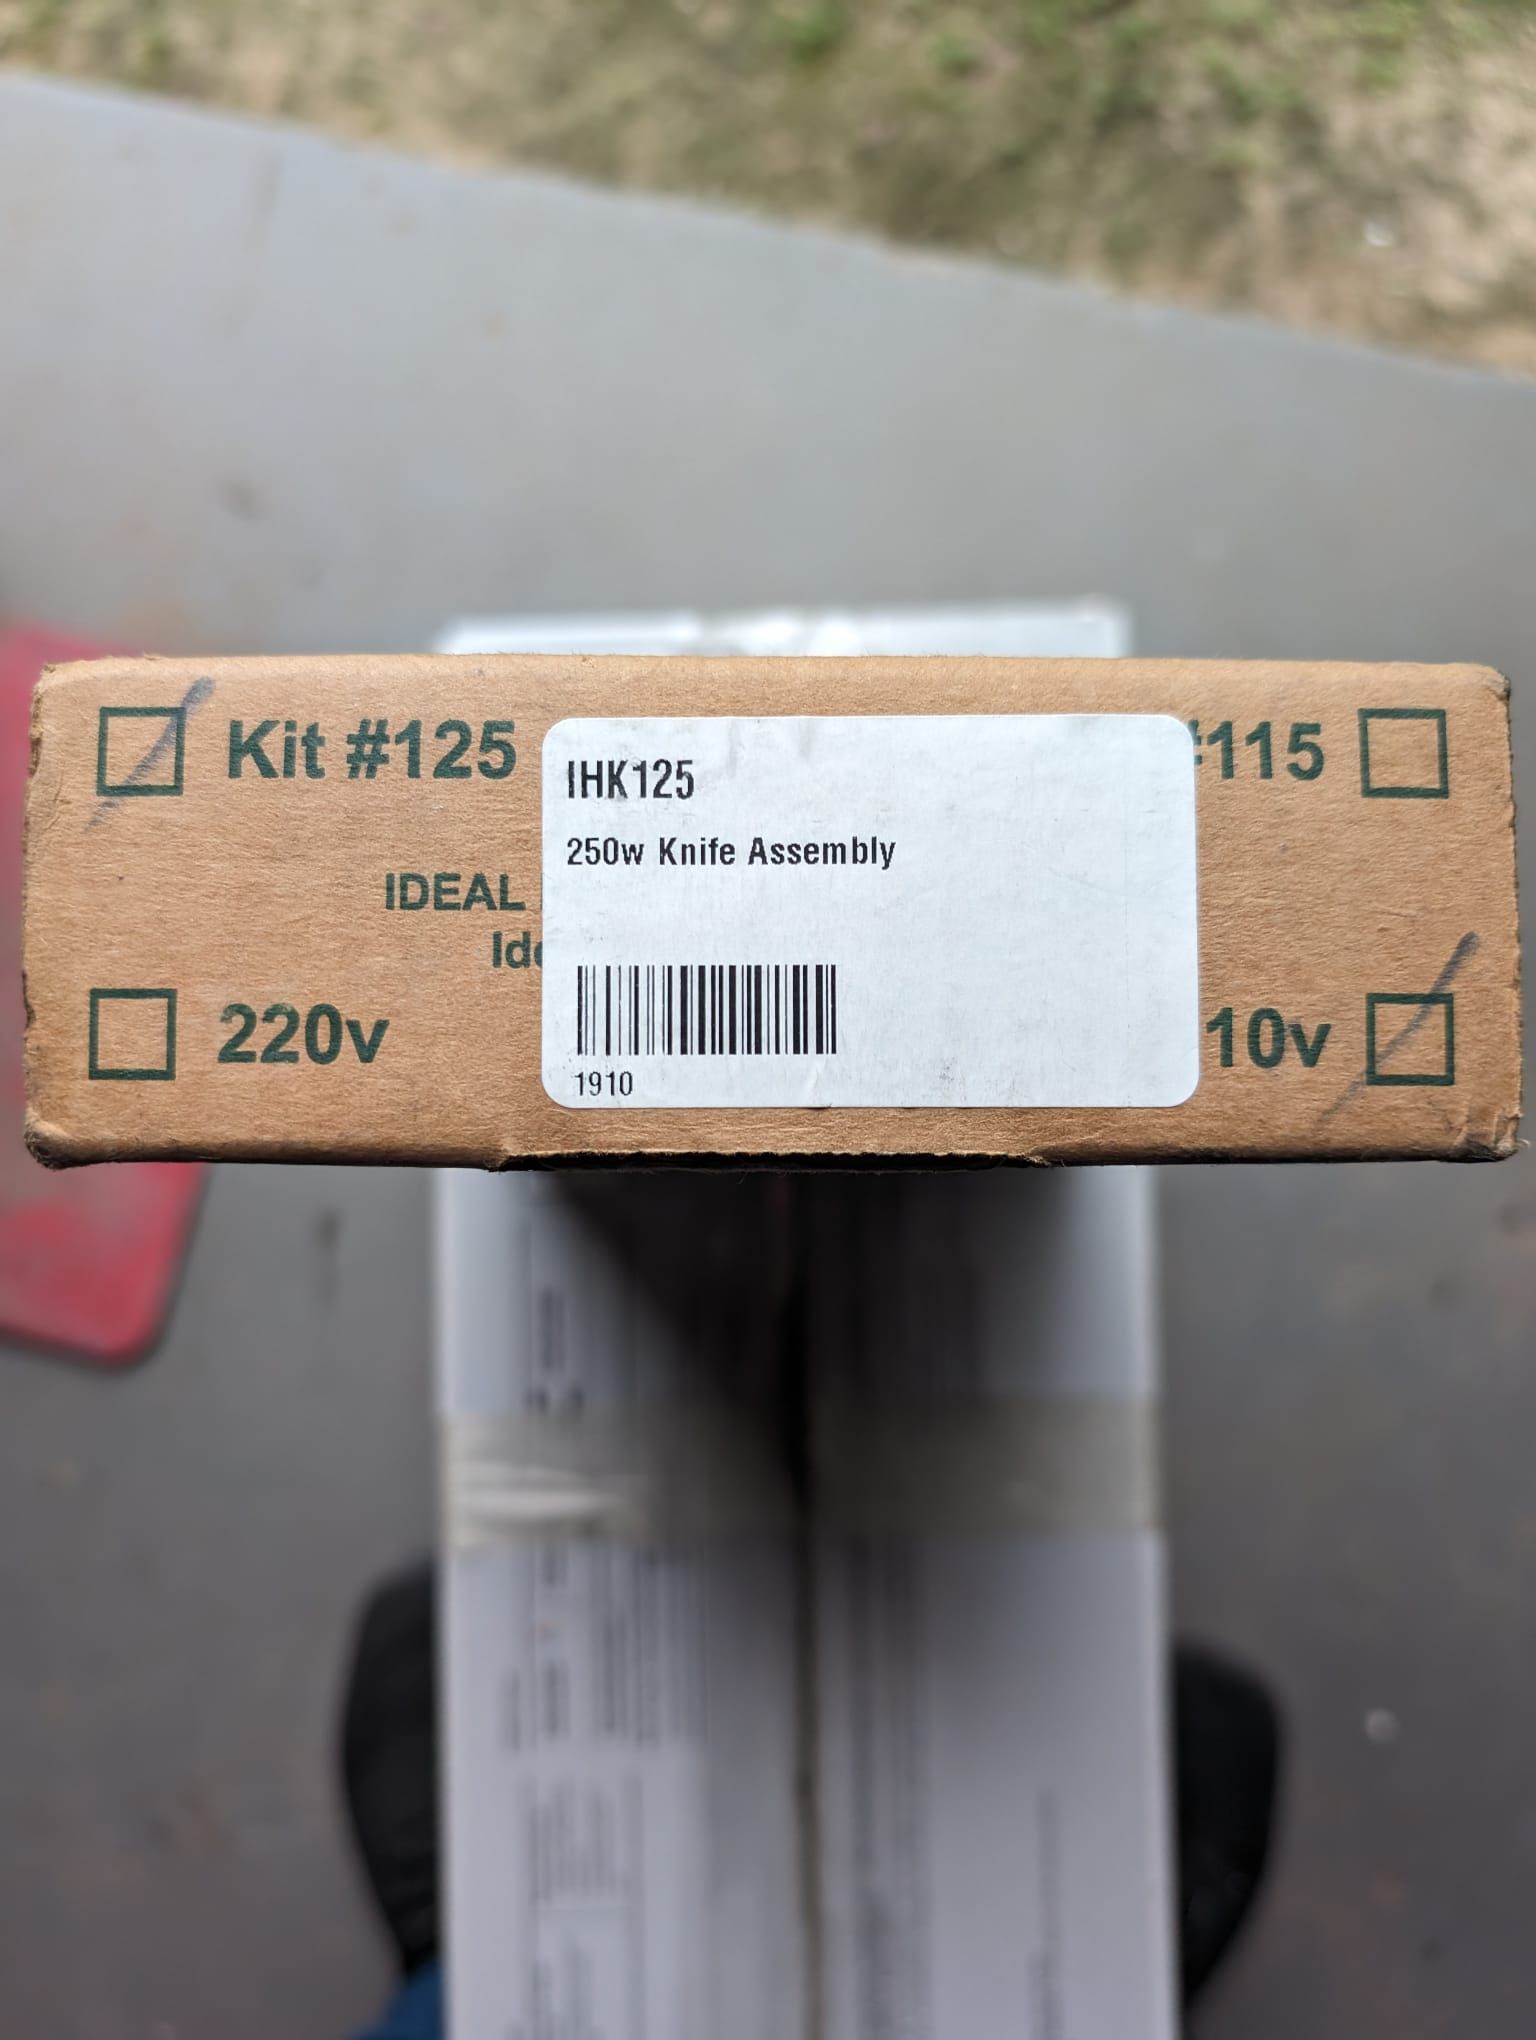 Kit #125
#115
IHK125
250w Knife Assembly
IDEAL
220v
10v
1910